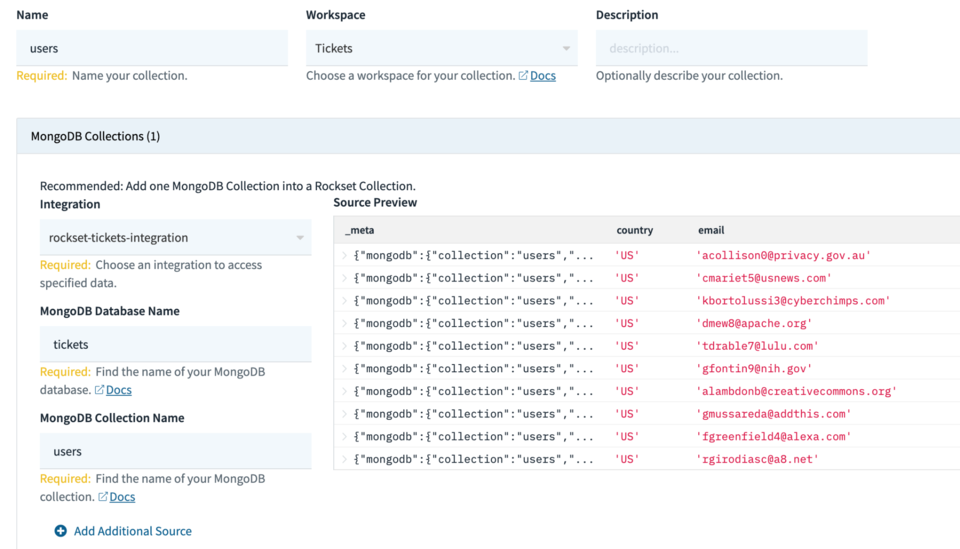 Name Workspace Description
users Tickets description...
Required: Name your collection. Choose a workspace for your collection. Docs Optionally describe your collection.
MongoDB Collections (1)
Recommended: Add one MongoDB Collection into a Rockset Collection.
Integration
rockset-tickets-integration
Required: Choose an integration to access
specified data.
MongoDB Database Name
tickets
Required: Find the name of your MongoDB
database. Docs
MongoDB Collection Name
users
Required: Find the name of your MongoDB
collection. Docs
Add Additional Source
Source Preview
_meta country email
{"mongodb":{"collection":"users","... 'US' 'acollison0@privacy.gov.au'
{"mongodb":{"collection":"users","... 'US' 'cmariet5@usnews.com'
{"mongodb":{"collection":"users","... 'US' 'kbortolussi3@cyberchimps.com'
{"mongodb":{"collection":"users","... 'US' 'dmew8@apache.org'
{"mongodb":{"collection":"users","... 'US' 'tdrable7@lulu.com'
{"mongodb":{"collection":"users","... 'US' 'gfontin9@nih.gov'
{"mongodb":{"collection":"users","... 'US' 'alambdonb@creativecommons.org'
{"mongodb":{"collection":"users","... 'US' 'gmussareda@addthis.com'
{"mongodb":{"collection":"users","... 'US' 'fgreenfield4@alexa.com'
{"mongodb":{"collection":"users","... 'US' 'rgirodiasc@a8.net'